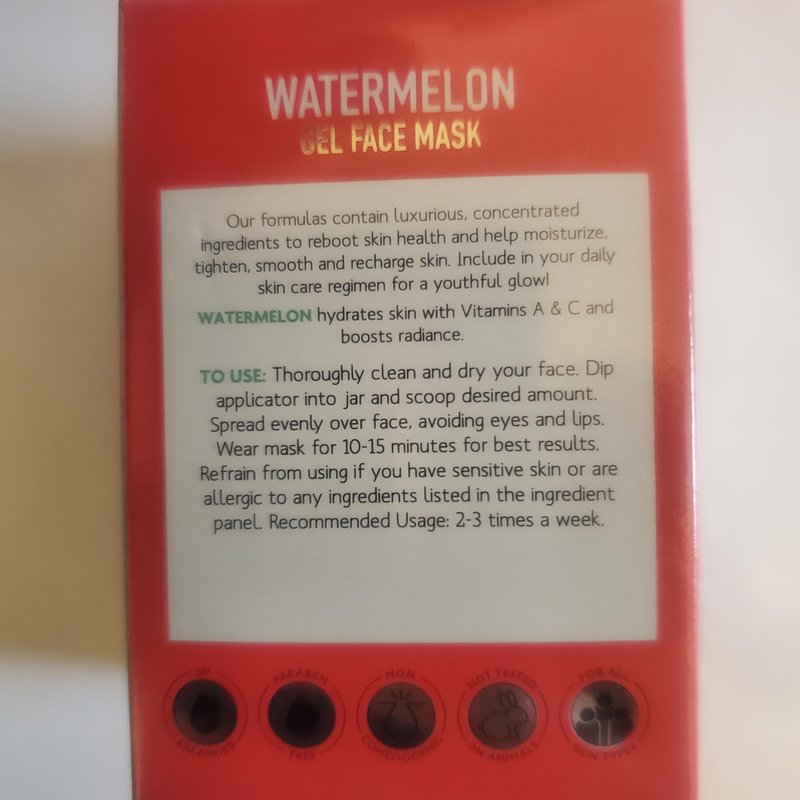 WATERMELON
GEL FACE MASK
Our formulas contain luxurious, concentrated
ingredients to reboot skin health and help moisturize,
tighten, smooth and recharge skin. Include in your daily
skin care regimen for a youthful glow!
WATERMELON hydrates skin with Vitamins A & C and
boosts radiance.
TO USE: Thoroughly clean and dry your face. Dip
applicator into jar and scoop desired amount.
Spread evenly over face, avoiding eyes and lips.
Wear mask for 10-15 minutes for best results.
Refrain from using if you have sensitive skin or are
allergic to any ingredients listed in the ingredient
panel. Recommended Usage: 2-3 times a week.
pH
BALANCED
PARABEN
FREE
NON
COMEDOGENIC
NOT TESTED
ON ANIMALS
FOR ALL
SKIN TYPES